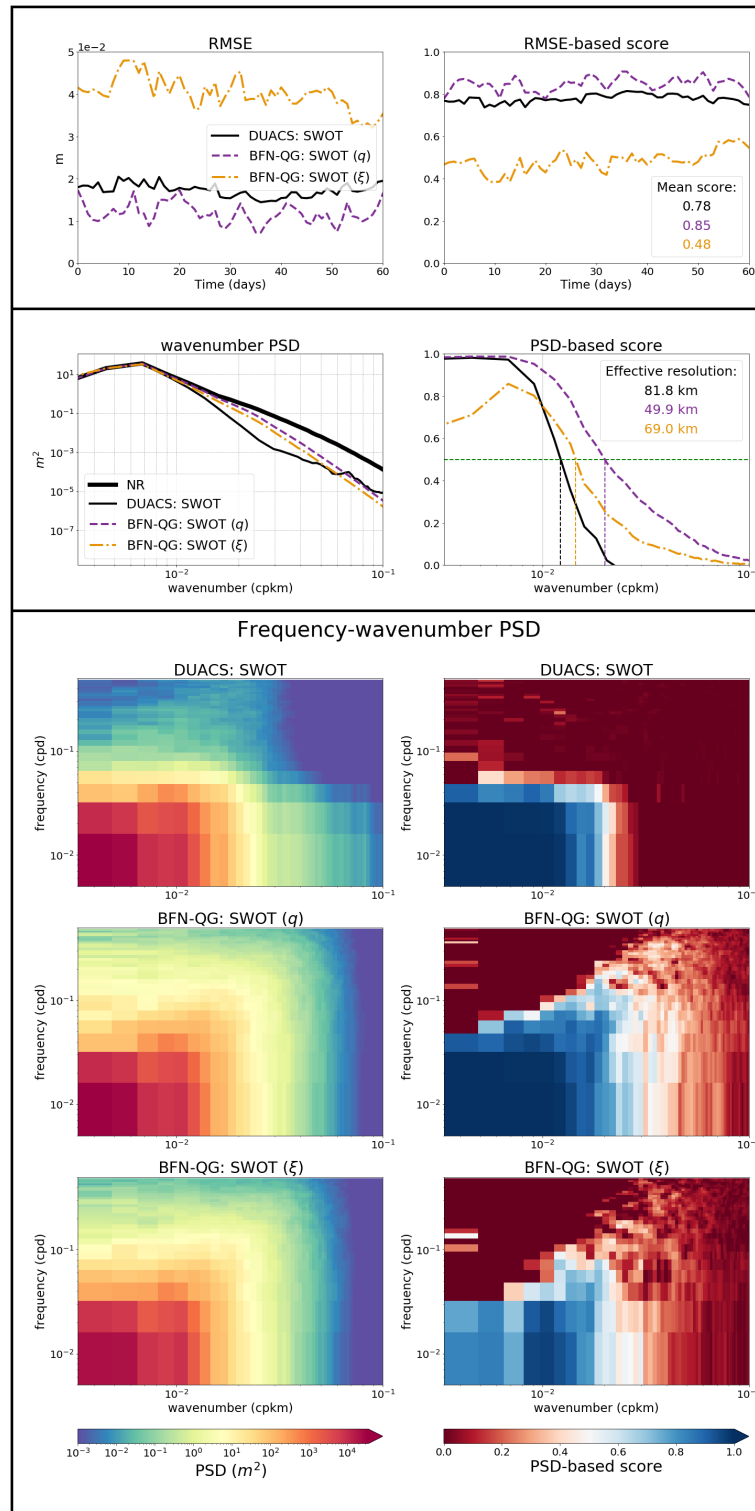 RMSE
1e−2
5
4
3
2
1
0
m
0 10 20 30 40 50 60
Time (days)
DUACS: SWOT
BFN-QG: SWOT (q)
BFN-QG: SWOT (ξ)
RMSE-based score
1.0
0.8
0.6
0.4
0.2
0.0
0 10 20 30 40 50 60
Time (days)
Mean score:
0.78
0.85
0.48
wavenumber PSD
10¹
10⁻¹
10⁻³
10⁻⁵
10⁻⁷
m²
NR
DUACS: SWOT
BFN-QG: SWOT (q)
BFN-QG: SWOT (ξ)
10⁻² 10⁻¹
wavenumber (cpkm)
PSD-based score
1.0
0.8
0.6
0.4
0.2
0.0
Effective resolution:
81.8 km
49.9 km
69.0 km
10⁻²
wavenumber (cpkm)
Frequency-wavenumber PSD
DUACS: SWOT
frequency (cpd)
10⁻¹
10⁻²
10⁻² 10⁻¹
DUACS: SWOT
frequency (cpd)
10⁻¹
10⁻²
10⁻²
BFN-QG: SWOT (q)
frequency (cpd)
10⁻¹
10⁻²
10⁻² 10⁻¹
BFN-QG: SWOT (q)
frequency (cpd)
10⁻¹
10⁻²
10⁻²
BFN-QG: SWOT (ξ)
frequency (cpd)
10⁻¹
10⁻²
10⁻² 10⁻¹
wavenumber (cpkm)
BFN-QG: SWOT (ξ)
frequency (cpd)
10⁻¹
10⁻²
10⁻²
wavenumber (cpkm)
10⁻³ 10⁻² 10⁻¹ 10⁰ 10¹ 10² 10³ 10⁴
PSD (m²)
0.0 0.2 0.4 0.6 0.8 1.0
PSD-based score